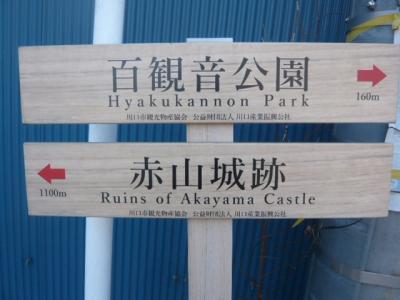 百観音公園
Hyakukannon Park
160m
川口市観光物産協会 公益財団法人 川口産業振興公社
赤山城跡
1100m
Ruins of Akayama Castle
川口市観光物産協会 公益財団法人 川口産業振興公社